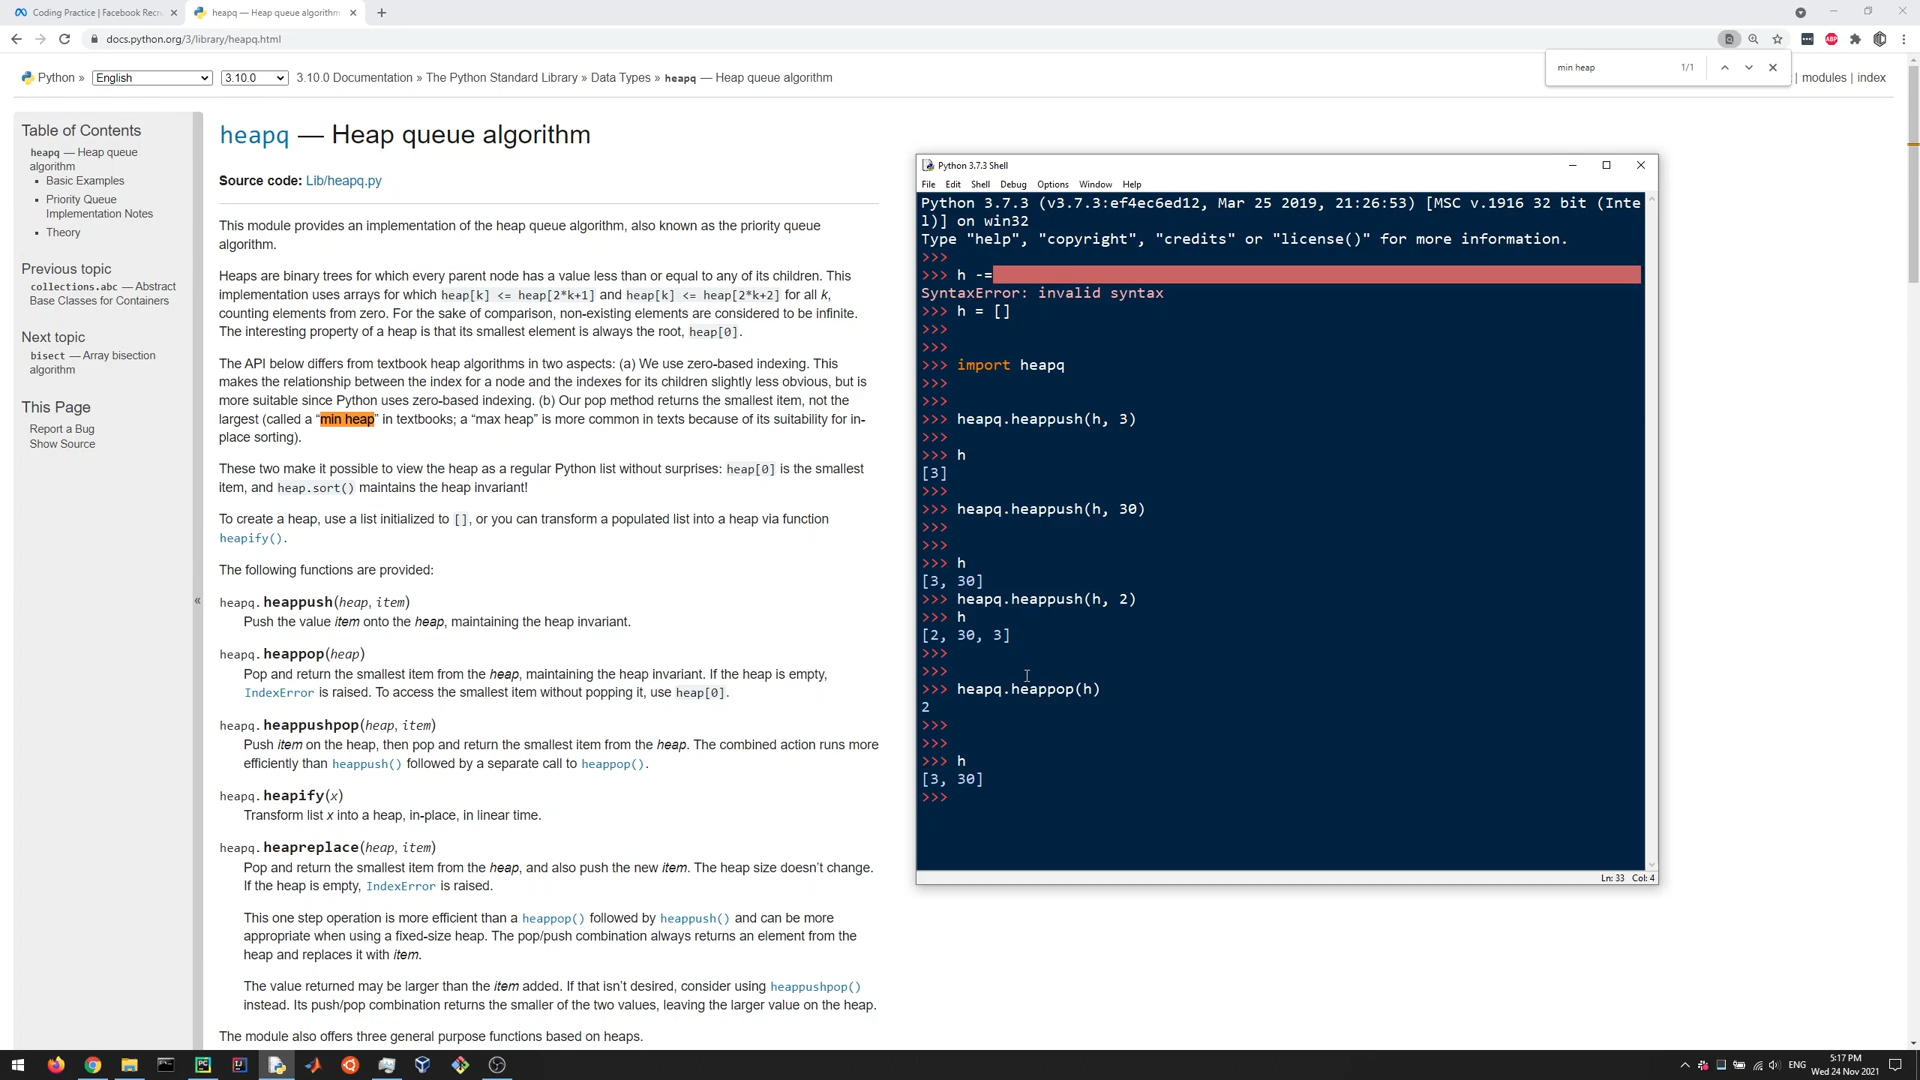 Coding Practice | Facebook Recru
heapq — Heap queue algorithm
docs.python.org/3/library/heapq.html
min heap
1/1
Python »
English
3.10.0
3.10.0 Documentation » The Python Standard Library » Data Types » heapq — Heap queue algorithm
| modules | index
Table of Contents
heapq — Heap queue
algorithm
Basic Examples
Priority Queue
Implementation Notes
Theory
Previous topic
collections.abc — Abstract
Base Classes for Containers
Next topic
bisect — Array bisection
algorithm
This Page
Report a Bug
Show Source
«
heapq — Heap queue algorithm
Source code: Lib/heapq.py
This module provides an implementation of the heap queue algorithm, also known as the priority queue
algorithm.
Heaps are binary trees for which every parent node has a value less than or equal to any of its children. This
implementation uses arrays for which heap[k] <= heap[2*k+1] and heap[k] <= heap[2*k+2] for all k,
counting elements from zero. For the sake of comparison, non-existing elements are considered to be infinite.
The interesting property of a heap is that its smallest element is always the root, heap[0].
The API below differs from textbook heap algorithms in two aspects: (a) We use zero-based indexing. This
makes the relationship between the index for a node and the indexes for its children slightly less obvious, but is
more suitable since Python uses zero-based indexing. (b) Our pop method returns the smallest item, not the
largest (called a “min heap” in textbooks; a “max heap” is more common in texts because of its suitability for in-
place sorting).
These two make it possible to view the heap as a regular Python list without surprises: heap[0] is the smallest
item, and heap.sort() maintains the heap invariant!
To create a heap, use a list initialized to [], or you can transform a populated list into a heap via function
heapify().
The following functions are provided:
heapq.heappush(heap, item)
Push the value item onto the heap, maintaining the heap invariant.
heapq.heappop(heap)
Pop and return the smallest item from the heap, maintaining the heap invariant. If the heap is empty,
IndexError is raised. To access the smallest item without popping it, use heap[0].
heapq.heappushpop(heap, item)
Push item on the heap, then pop and return the smallest item from the heap. The combined action runs more
efficiently than heappush() followed by a separate call to heappop().
heapq.heapify(x)
Transform list x into a heap, in-place, in linear time.
heapq.heapreplace(heap, item)
Pop and return the smallest item from the heap, and also push the new item. The heap size doesn’t change.
If the heap is empty, IndexError is raised.
This one step operation is more efficient than a heappop() followed by heappush() and can be more
appropriate when using a fixed-size heap. The pop/push combination always returns an element from the
heap and replaces it with item.
The value returned may be larger than the item added. If that isn’t desired, consider using heappushpop()
instead. Its push/pop combination returns the smaller of the two values, leaving the larger value on the heap.
The module also offers three general purpose functions based on heaps.
Python 3.7.3 Shell
File Edit Shell Debug Options Window Help
Python 3.7.3 (v3.7.3:ef4ec6ed12, Mar 25 2019, 21:26:53) [MSC v.1916 32 bit (Inte
l)] on win32
Type "help", "copyright", "credits" or "license()" for more information.
>>>
>>> h -=
SyntaxError: invalid syntax
>>> h = []
>>>
>>>
>>> import heapq
>>>
>>>
>>> heapq.heappush(h, 3)
>>>
>>> h
[3]
>>>
>>> heapq.heappush(h, 30)
>>>
>>>
>>> h
[3, 30]
>>> heapq.heappush(h, 2)
>>> h
[2, 30, 3]
>>>
>>>
>>> heapq.heappop(h)
2
>>>
>>>
>>> h
[3, 30]
>>>
Ln: 33 Col: 4
ENG
5:17 PM
Wed 24 Nov 2021